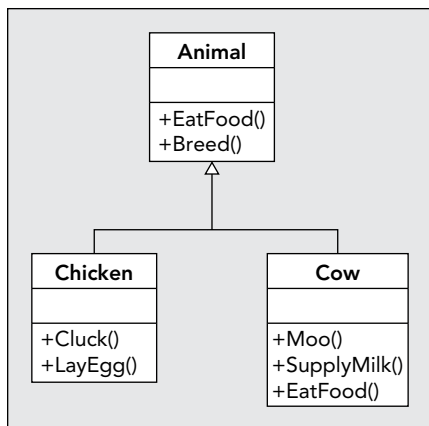 Animal
+EatFood()
+Breed()
Chicken
+Cluck()
+LayEgg()
Cow
+Moo()
+SupplyMilk()
+EatFood()